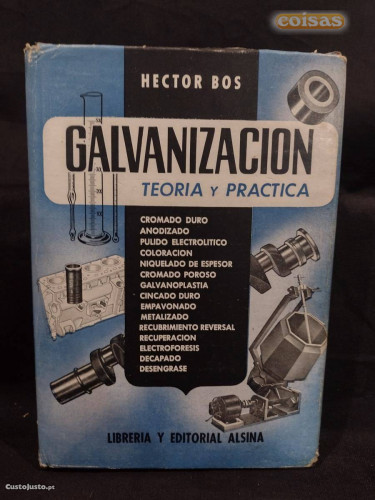 coisas
HECTOR BOS
GALVANIZACION
TEORIA Y PRACTICA
CROMADO DURO
ANODIZADO
PULIDO ELECTROLITICO
COLORACION
NIQUELADO DE ESPESOR
CROMADO POROSO
GALVANOPLASTIA
CINCADO DURO
EMPAVONADO
METALIZADO
RECUBRIMIENTO REVERSAL
RECUPERACION
ELECTROFORESIS
DECAPADO
DESENGRASE
LIBRERIA Y EDITORIAL ALSINA
CustoJusto.pt